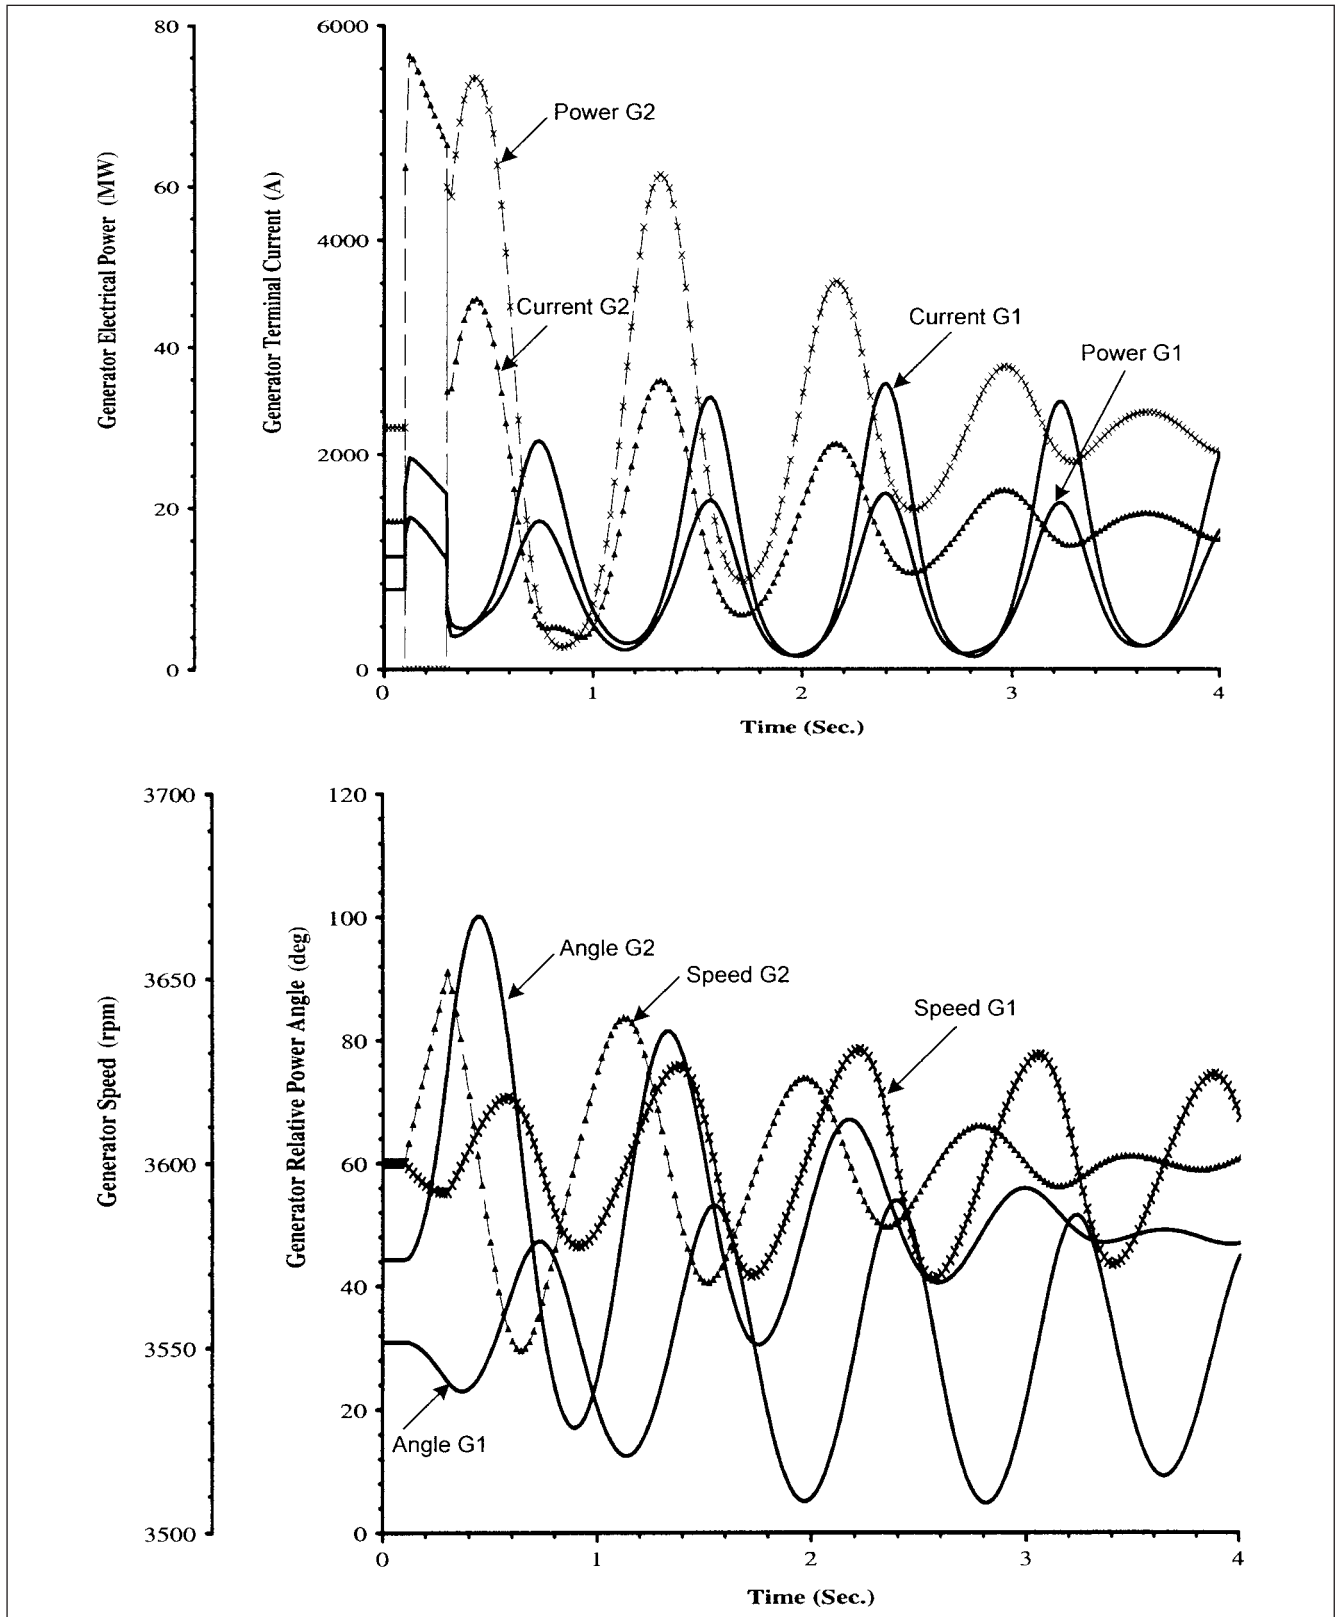 80
60
40
20
0
Generator Electrical Power (MW)
6000
4000
2000
0
Generator Terminal Current (A)
Power G2
Current G2
Current G1
Power G1
0
1
2
3
4
Time (Sec.)
3700
3650
3600
3550
3500
Generator Speed (rpm)
120
100
80
60
40
20
0
Generator Relative Power Angle (deg)
Angle G2
Speed G2
Speed G1
Angle G1
0
1
2
3
4
Time (Sec.)